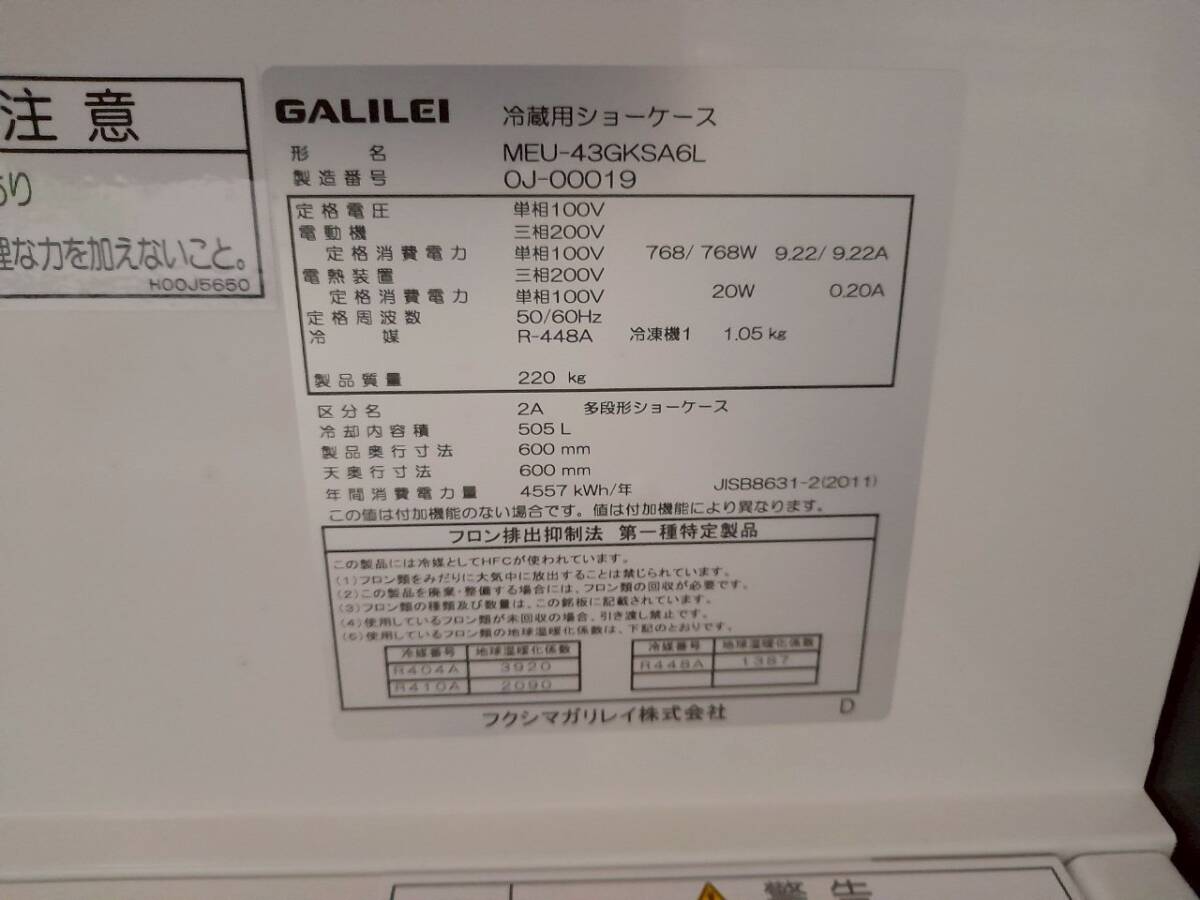 注意
あり
理な力を加えないこと。
H00J5650
GALILEI 冷蔵用ショーケース
形名 MEU-43GKSA6L
製造番号 OJ-00019
定格電圧 単相100V
電動機 三相200V
定格消費電力 単相100V 768/ 768W 9.22/ 9.22A
電熱装置 三相200V
定格消費電力 単相100V 20W 0.20A
定格周波数 50/60Hz
冷媒 R-448A 冷凍機1 1.05 kg
製品質量 220 kg
区分名 2A 多段形ショーケース
冷却内容積 505 L
製品奥行寸法 600 mm
天奥行寸法 600 mm
年間消費電力量 4557 kWh/年 JISB8631-2(2011)
この値は付加機能のない場合です。値は付加機能により異なります。
フロン排出抑制法 第一種特定製品
この製品には冷媒としてHFCが使われています。
(1)フロン類をみだりに大気中に放出することは禁じられています。
(2)この製品を廃棄・整備する場合には、フロン類の回収が必要です。
(3)フロン類の種類及び数量は、この銘板に記載されています。
(4)使用しているフロン類が未回収の場合、引き渡し禁止です。
(5)使用しているフロン類の地球温暖化係数は、下記のとおりです。
冷媒番号 地球温暖化係数 冷媒番号 地球温暖化係数
R404A 3920 R448A 1387
R410A 2090
フクシマガリレイ株式会社 D
警告